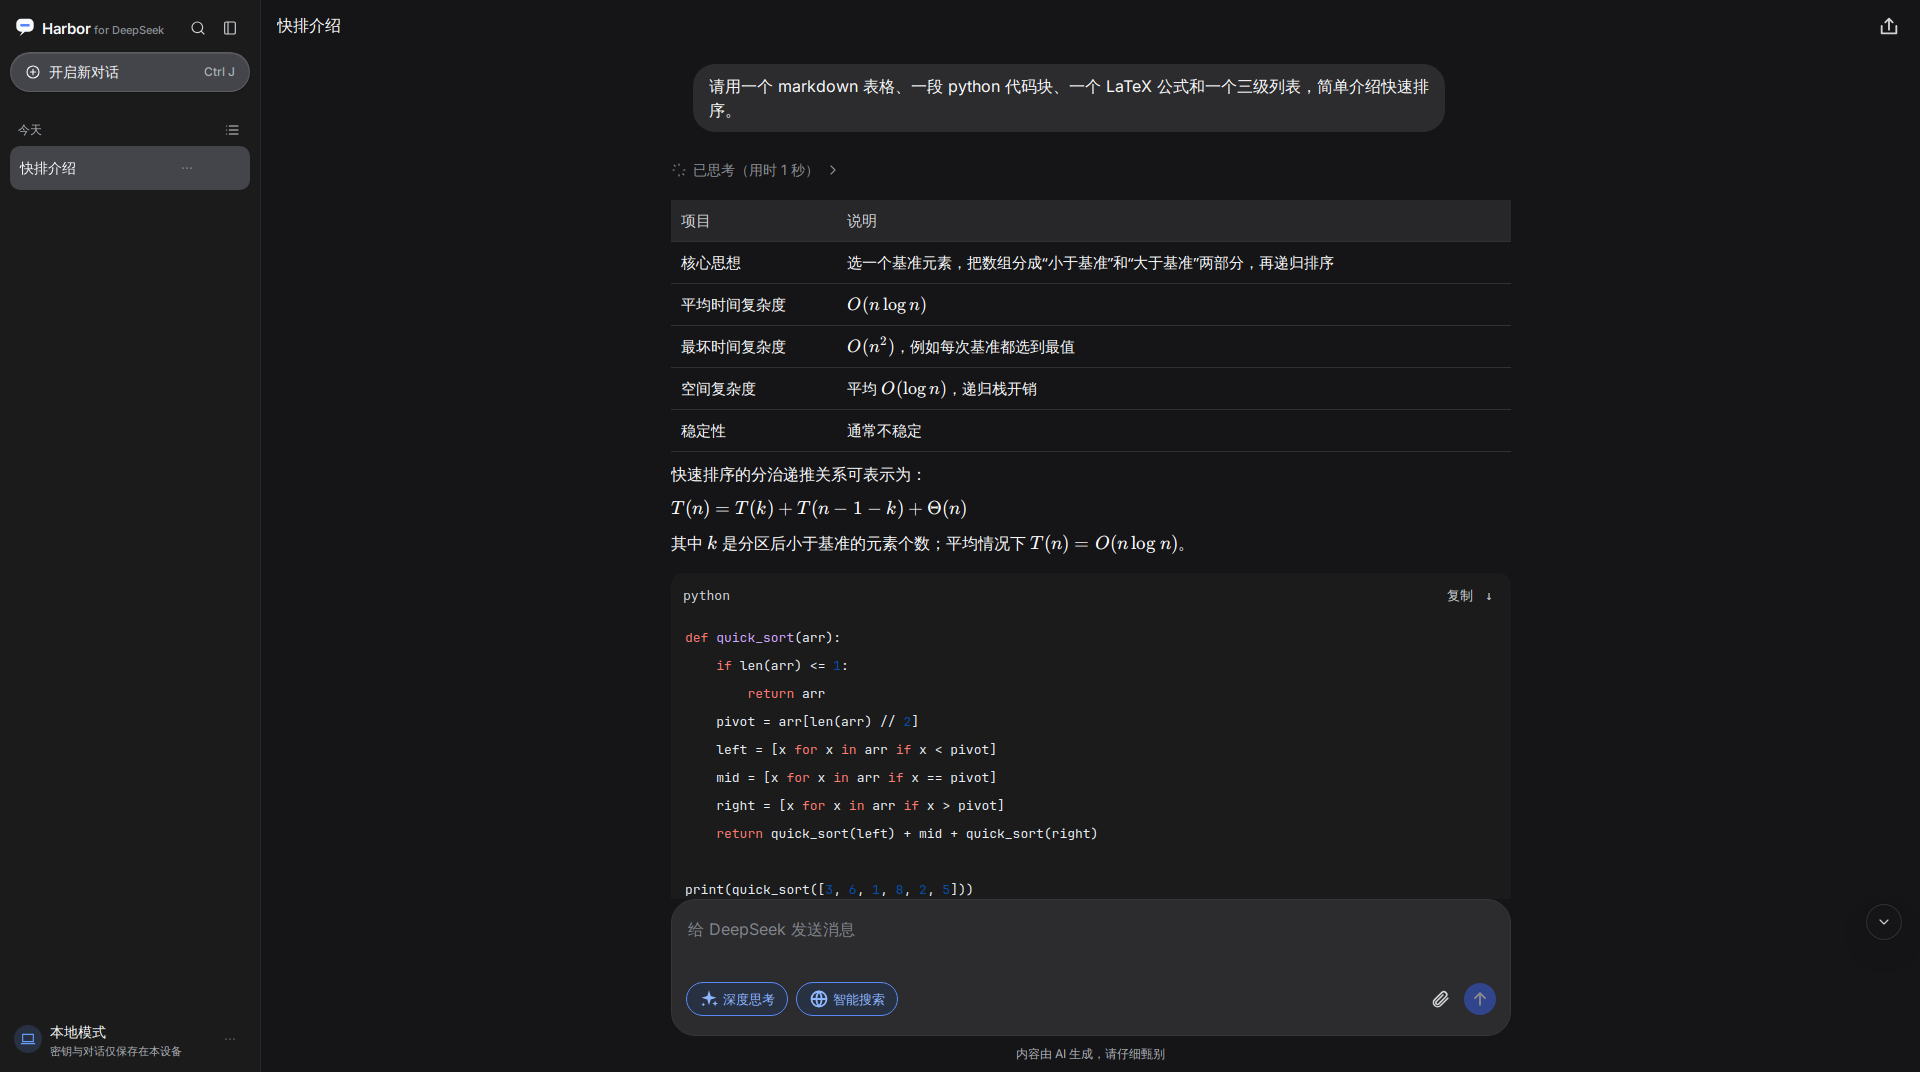 Harbor for DeepSeek
开启新对话 Ctrl J
今天
快排介绍
本地模式
密钥与对话仅保存在本设备
快排介绍
请用一个 markdown 表格、一段 python 代码块、一个 LaTeX 公式和一个三级列表，简单介绍快速排
序。
已思考（用时 1 秒）
项目 说明
核心思想 选一个基准元素，把数组分成“小于基准”和“大于基准”两部分，再递归排序
平均时间复杂度 O(n log n)
最坏时间复杂度 O(n²)，例如每次基准都选到最值
空间复杂度 平均 O(log n)，递归栈开销
稳定性 通常不稳定
快速排序的分治递推关系可表示为：
T(n) = T(k) + T(n − 1 − k) + Θ(n)
其中 k 是分区后小于基准的元素个数；平均情况下 T(n) = O(n log n)。
python 复制 ↓
def quick_sort(arr):
    if len(arr) <= 1:
        return arr
    pivot = arr[len(arr) // 2]
    left = [x for x in arr if x < pivot]
    mid = [x for x in arr if x == pivot]
    right = [x for x in arr if x > pivot]
    return quick_sort(left) + mid + quick_sort(right)
print(quick_sort([3, 6, 1, 8, 2, 5]))
给 DeepSeek 发送消息
深度思考 智能搜索
内容由 AI 生成，请仔细甄别